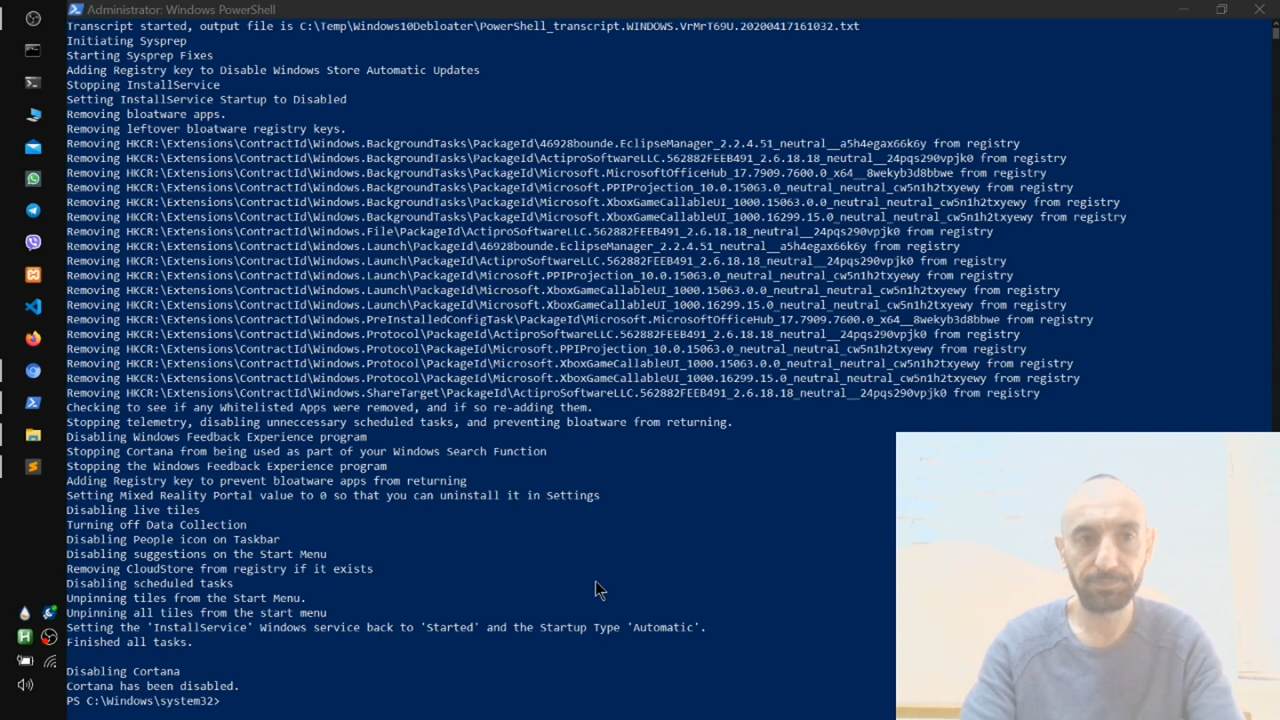 Administrator: Windows PowerShell
Transcript started, output file is C:\Temp\Windows10Debloater\PowerShell_transcript.WINDOWS.VrMrT69U.20200417161032.txt
Initiating Sysprep
Starting Sysprep Fixes
Adding Registry key to Disable Windows Store Automatic Updates
Stopping InstallService
Setting InstallService Startup to Disabled
Removing bloatware apps.
Removing leftover bloatware registry keys.
Removing HKCR:\Extensions\ContractId\Windows.BackgroundTasks\PackageId\46928bounde.EclipseManager_2.2.4.51_neutral__a5h4egax66k6y from registry
Removing HKCR:\Extensions\ContractId\Windows.BackgroundTasks\PackageId\ActiproSoftwareLLC.562882FEEB491_2.6.18.18_neutral__24pqs290vpjk0 from registry
Removing HKCR:\Extensions\ContractId\Windows.BackgroundTasks\PackageId\Microsoft.MicrosoftOfficeHub_17.7909.7600.0_x64__8wekyb3d8bbwe from registry
Removing HKCR:\Extensions\ContractId\Windows.BackgroundTasks\PackageId\Microsoft.PPIProjection_10.0.15063.0_neutral_neutral_cw5n1h2txyewy from registry
Removing HKCR:\Extensions\ContractId\Windows.BackgroundTasks\PackageId\Microsoft.XboxGameCallableUI_1000.15063.0.0_neutral_neutral_cw5n1h2txyewy from registry
Removing HKCR:\Extensions\ContractId\Windows.BackgroundTasks\PackageId\Microsoft.XboxGameCallableUI_1000.16299.15.0_neutral_neutral_cw5n1h2txyewy from registry
Removing HKCR:\Extensions\ContractId\Windows.File\PackageId\ActiproSoftwareLLC.562882FEEB491_2.6.18.18_neutral__24pqs290vpjk0 from registry
Removing HKCR:\Extensions\ContractId\Windows.Launch\PackageId\46928bounde.EclipseManager_2.2.4.51_neutral__a5h4egax66k6y from registry
Removing HKCR:\Extensions\ContractId\Windows.Launch\PackageId\ActiproSoftwareLLC.562882FEEB491_2.6.18.18_neutral__24pqs290vpjk0 from registry
Removing HKCR:\Extensions\ContractId\Windows.Launch\PackageId\Microsoft.PPIProjection_10.0.15063.0_neutral_neutral_cw5n1h2txyewy from registry
Removing HKCR:\Extensions\ContractId\Windows.Launch\PackageId\Microsoft.XboxGameCallableUI_1000.15063.0.0_neutral_neutral_cw5n1h2txyewy from registry
Removing HKCR:\Extensions\ContractId\Windows.Launch\PackageId\Microsoft.XboxGameCallableUI_1000.16299.15.0_neutral_neutral_cw5n1h2txyewy from registry
Removing HKCR:\Extensions\ContractId\Windows.PreInstalledConfigTask\PackageId\Microsoft.MicrosoftOfficeHub_17.7909.7600.0_x64__8wekyb3d8bbwe from registry
Removing HKCR:\Extensions\ContractId\Windows.Protocol\PackageId\ActiproSoftwareLLC.562882FEEB491_2.6.18.18_neutral__24pqs290vpjk0 from registry
Removing HKCR:\Extensions\ContractId\Windows.Protocol\PackageId\Microsoft.PPIProjection_10.0.15063.0_neutral_neutral_cw5n1h2txyewy from registry
Removing HKCR:\Extensions\ContractId\Windows.Protocol\PackageId\Microsoft.XboxGameCallableUI_1000.15063.0.0_neutral_neutral_cw5n1h2txyewy from registry
Removing HKCR:\Extensions\ContractId\Windows.Protocol\PackageId\Microsoft.XboxGameCallableUI_1000.16299.15.0_neutral_neutral_cw5n1h2txyewy from registry
Removing HKCR:\Extensions\ContractId\Windows.ShareTarget\PackageId\ActiproSoftwareLLC.562882FEEB491_2.6.18.18_neutral__24pqs290vpjk0 from registry
Checking to see if any Whitelisted Apps were removed, and if so re-adding them.
Stopping telemetry, disabling unneccessary scheduled tasks, and preventing bloatware from returning.
Disabling Windows Feedback Experience program
Stopping Cortana from being used as part of your Windows Search Function
Stopping the Windows Feedback Experience program
Adding Registry key to prevent bloatware apps from returning
Setting Mixed Reality Portal value to 0 so that you can uninstall it in Settings
Disabling live tiles
Turning off Data Collection
Disabling People icon on Taskbar
Disabling suggestions on the Start Menu
Removing CloudStore from registry if it exists
Disabling scheduled tasks
Unpinning tiles from the Start Menu.
Unpinning all tiles from the start menu
Setting the 'InstallService' Windows service back to 'Started' and the Startup Type 'Automatic'.
Finished all tasks.
Disabling Cortana
Cortana has been disabled.
PS C:\Windows\system32>